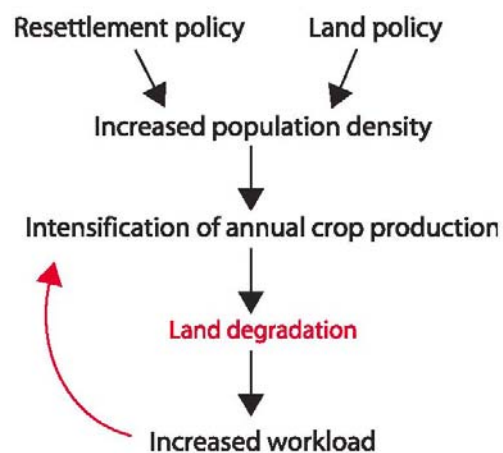 Resettlement policy
Land policy
Increased population density
Intensification of annual crop production
Land degradation
Increased workload